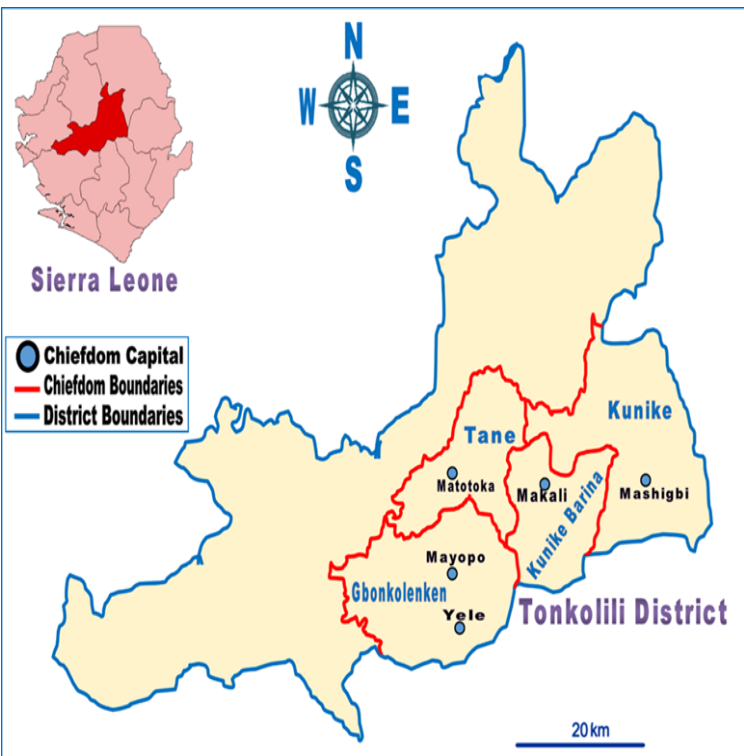 N
W E
S
Sierra Leone
Chiefdom Capital
Chiefdom Boundaries
District Boundaries
Kunike
Tane
Matotoka
Makali
Mashigbi
Kunike Barina
Mayopo
Gbonkolenken
Yele
Tonkolili District
20km